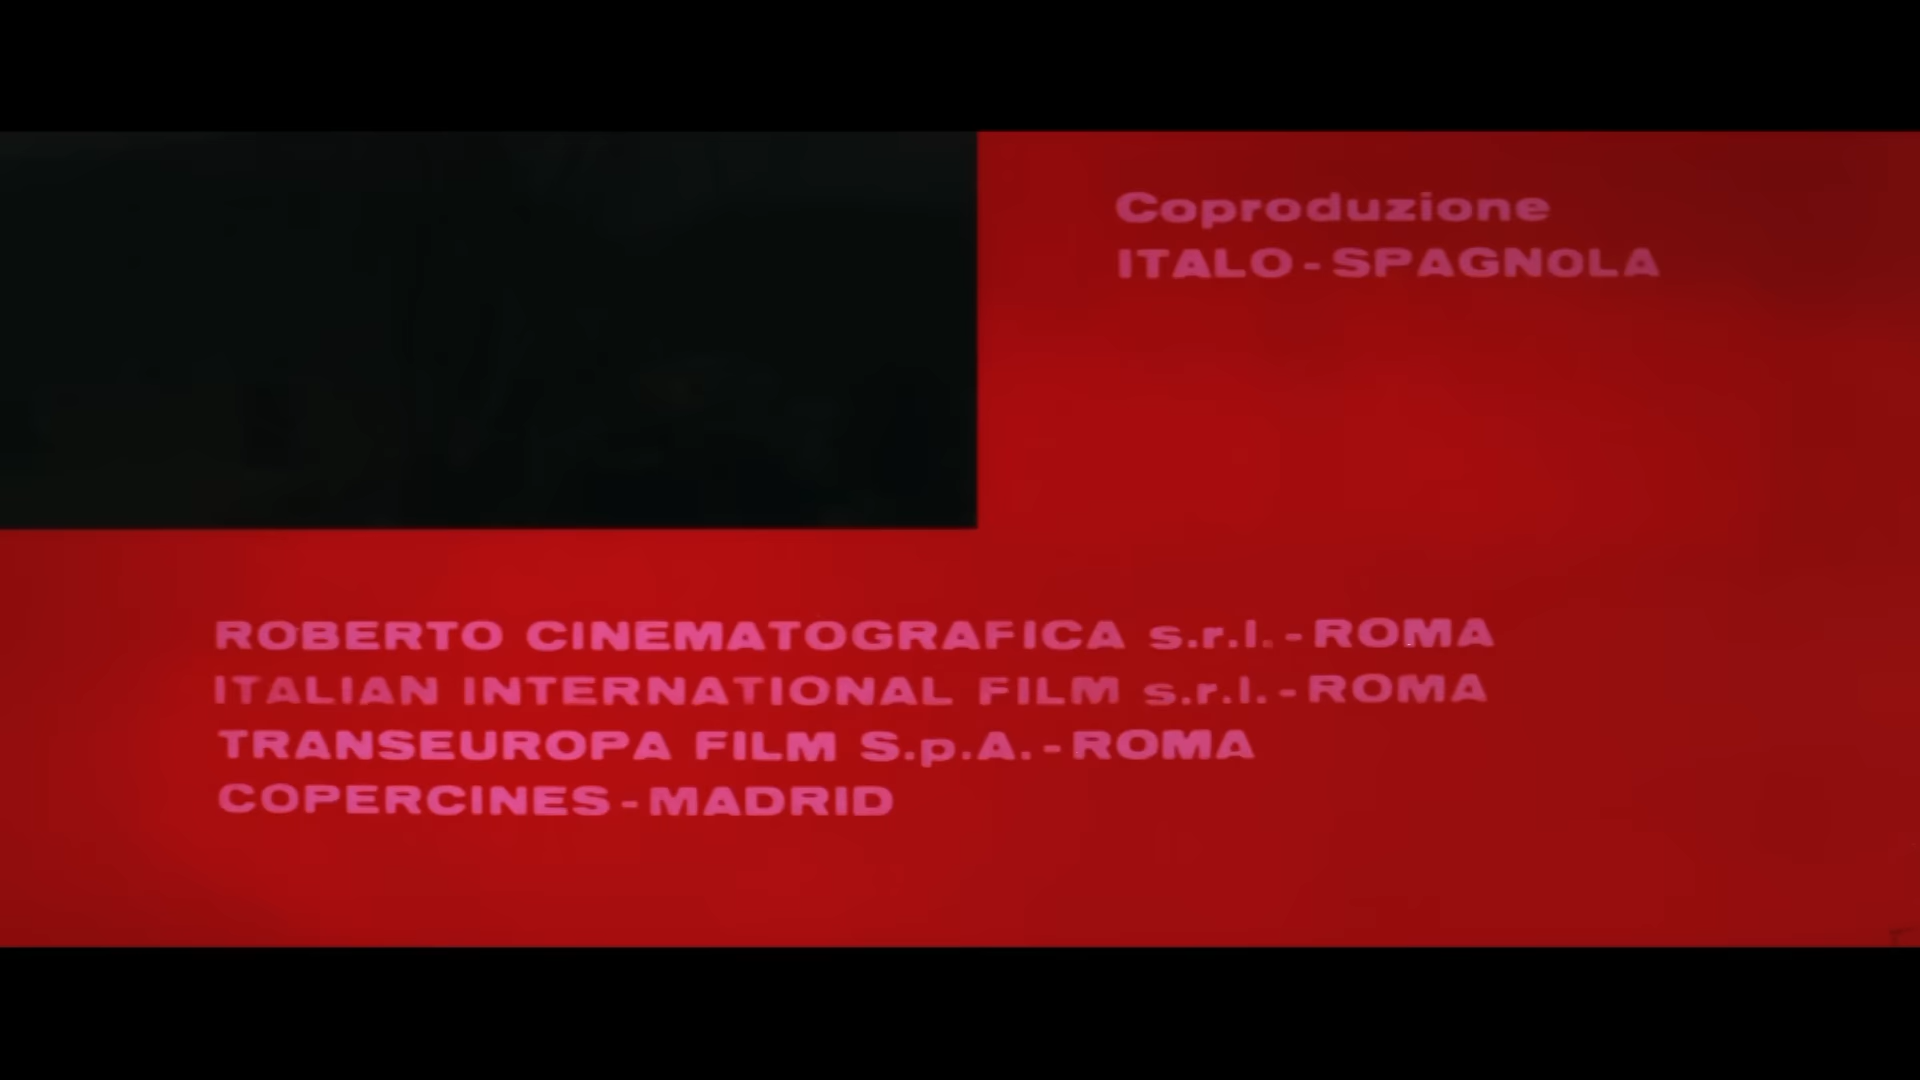 Coproduzione
ITALO-SPAGNOLA
ROBERTO CINEMATOGRAFICA s.r.l.-ROMA
ITALIAN INTERNATIONAL FILM s.r.l.-ROMA
TRANSEUROPA FILM S.p.A.-ROMA
COPERCINES-MADRID